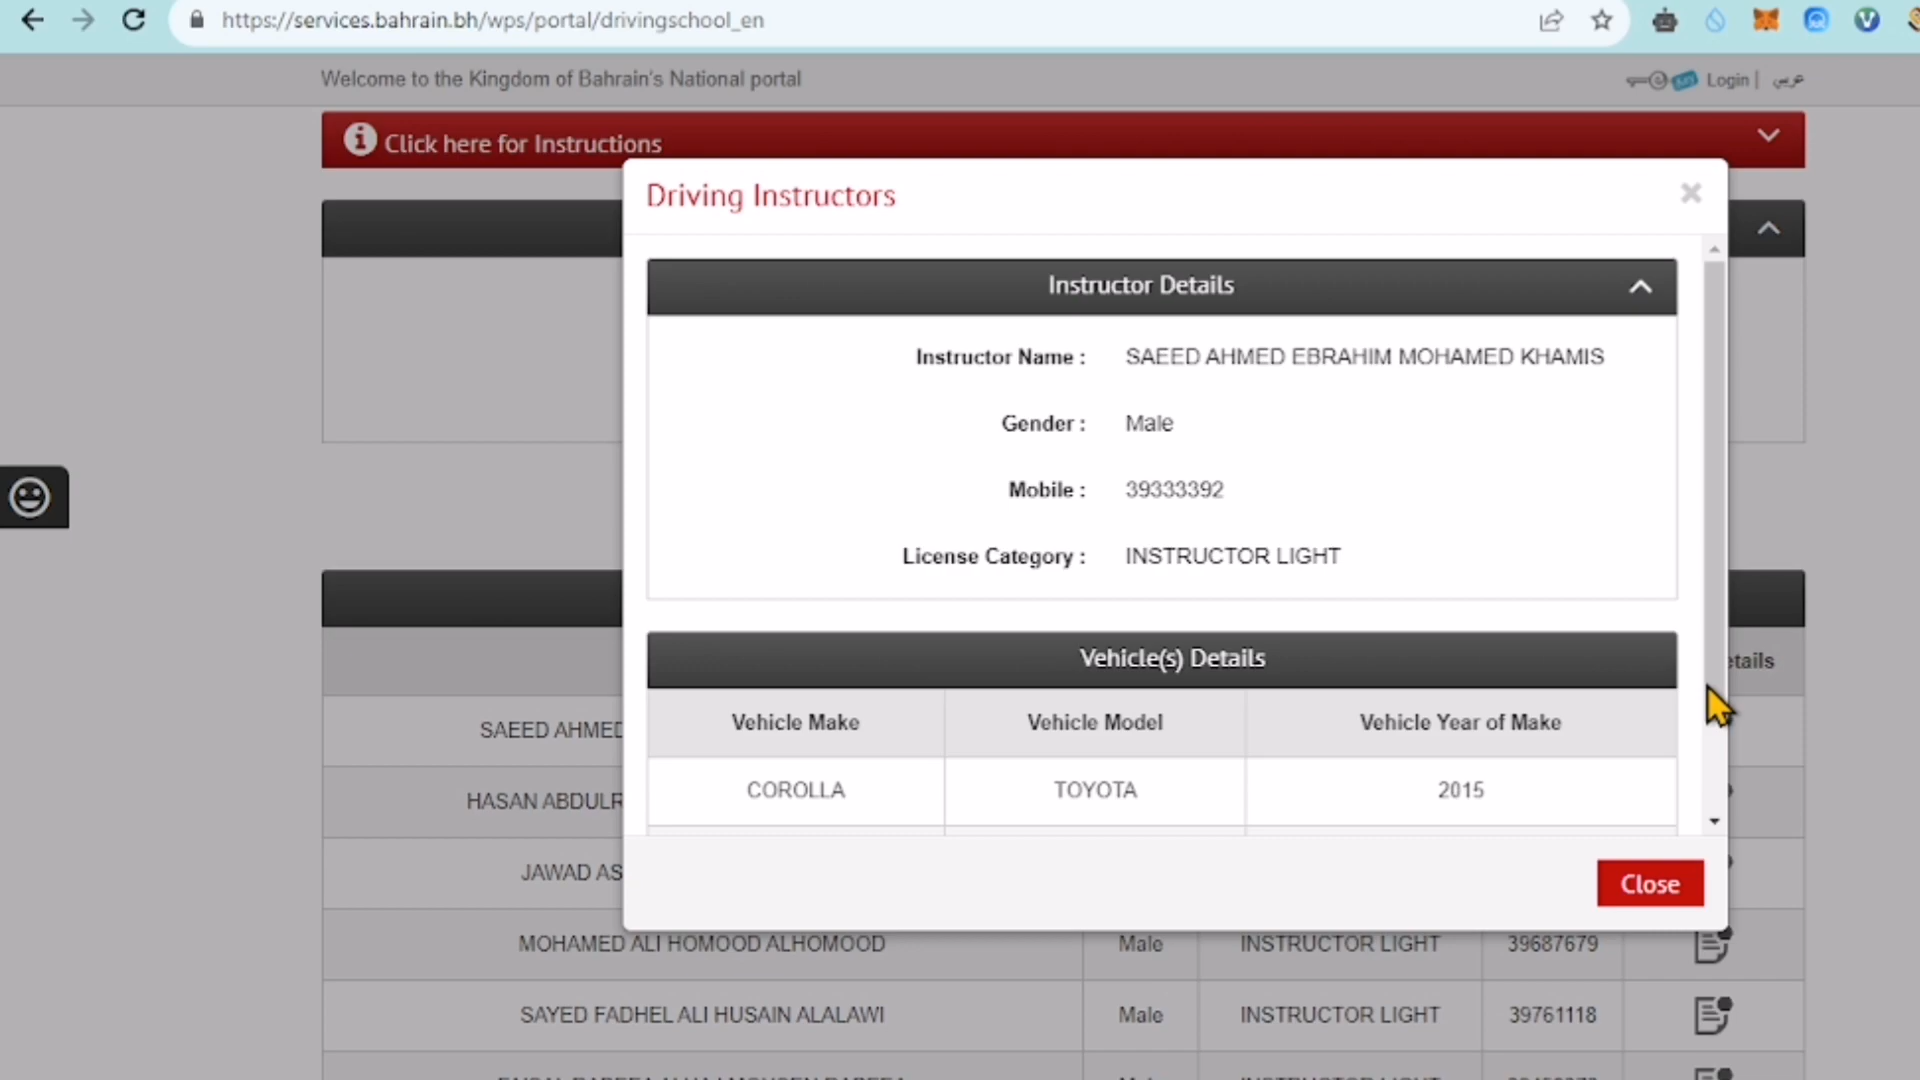 https://services.bahrain.bh/wps/portal/drivingschool_en
Welcome to the Kingdom of Bahrain's National portal
Login | عربي
Click here for Instructions
Driving Instructors
Instructor Details
Instructor Name : SAEED AHMED EBRAHIM MOHAMED KHAMIS
Gender : Male
Mobile : 39333392
License Category : INSTRUCTOR LIGHT
Vehicle(s) Details
Vehicle Make Vehicle Model Vehicle Year of Make
COROLLA TOYOTA 2015
Close
SAEED AHMED
HASAN
JAWAD
MOHAMED ALI HOMOOD ALHOMOOD Male INSTRUCTOR LIGHT 39687679
SAYED FADHEL ALI HUSAIN ALALAWI Male INSTRUCTOR LIGHT 39761118